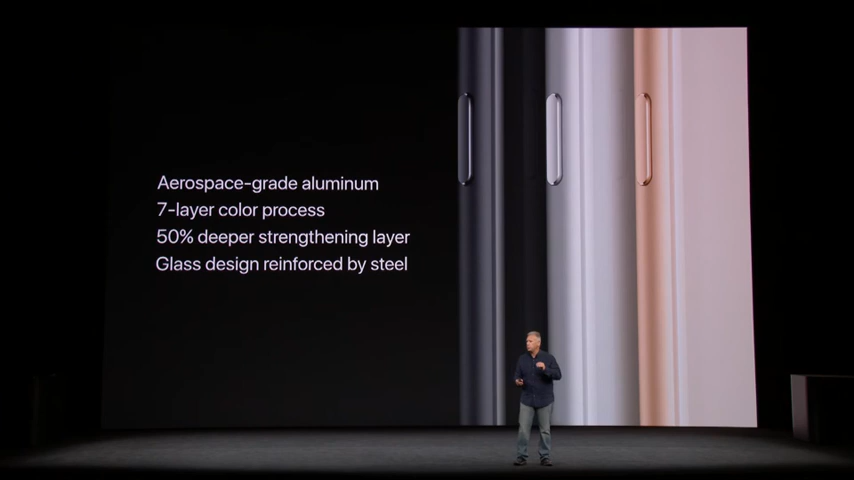 Aerospace-grade aluminum
7-layer color process
50% deeper strengthening layer
Glass design reinforced by steel